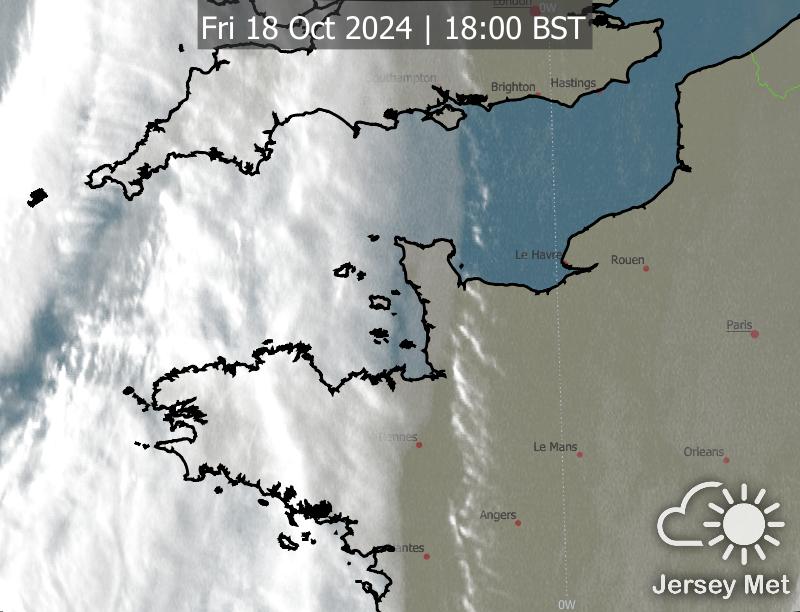 London
0W
Fri 18 Oct 2024 | 18:00 BST
Southampton
Brighton
Hastings
Le Havre
Rouen
Paris
Rennes
Le Mans
Orleans
Angers
Nantes
Jersey Met
0W